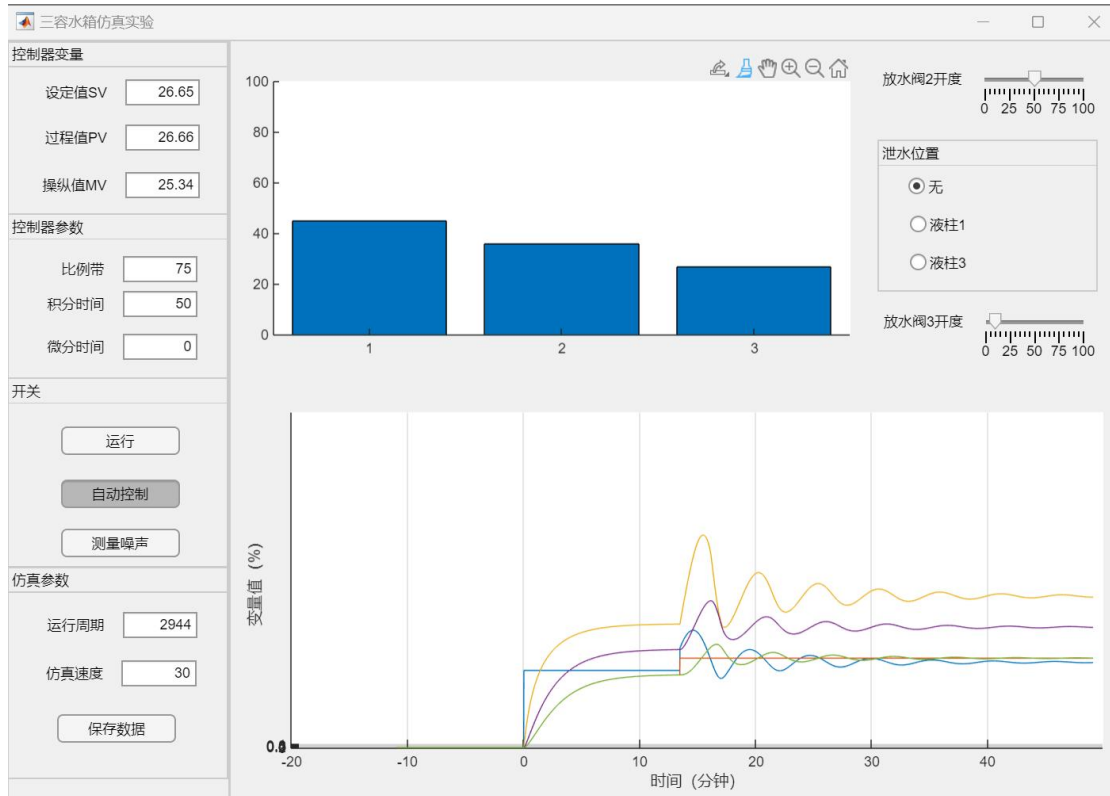 三容水箱仿真实验
控制器变量
设定值SV 26.65
过程值PV 26.66
操纵值MV 25.34
控制器参数
比例带 75
积分时间 50
微分时间 0
开关
运行
自动控制
测量噪声
仿真参数
运行周期 2944
仿真速度 30
保存数据
100
80
60
40
20
0
1 2 3
放水阀2开度
0 25 50 75 100
泄水位置
无
液柱1
液柱3
放水阀3开度
0 25 50 75 100
变量值 (%)
-20 -10 0 10 20 30 40
时间 (分钟)